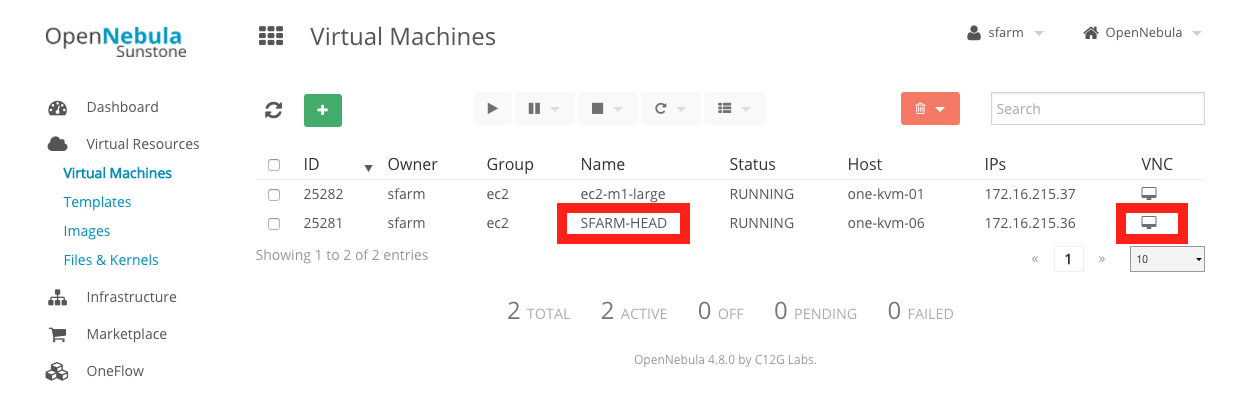 OpenNebula
Sunstone
Virtual Machines
sfarm
OpenNebula
Dashboard
Virtual Resources
Virtual Machines
Templates
Images
Files & Kernels
Infrastructure
Marketplace
OneFlow
Search
ID Owner Group Name Status Host IPs VNC
25282 sfarm ec2 ec2-m1-large RUNNING one-kvm-01 172.16.215.37
25281 sfarm ec2 SFARM-HEAD RUNNING one-kvm-06 172.16.215.36
Showing 1 to 2 of 2 entries
« 1 » 10
2 TOTAL 2 ACTIVE 0 OFF 0 PENDING 0 FAILED
OpenNebula 4.8.0 by C12G Labs.